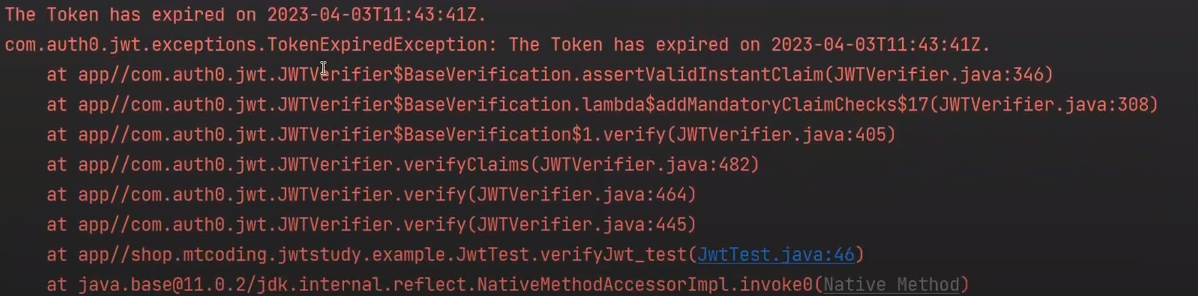 The Token has expired on 2023-04-03T11:43:41Z.
com.auth0.jwt.exceptions.TokenExpiredException: The Token has expired on 2023-04-03T11:43:41Z.
at app//com.auth0.jwt.JWTVerifier$BaseVerification.assertValidInstantClaim(JWTVerifier.java:346)
at app//com.auth0.jwt.JWTVerifier$BaseVerification.lambda$addMandatoryClaimChecks$17(JWTVerifier.java:308)
at app//com.auth0.jwt.JWTVerifier$BaseVerification$1.verify(JWTVerifier.java:405)
at app//com.auth0.jwt.JWTVerifier.verifyClaims(JWTVerifier.java:482)
at app//com.auth0.jwt.JWTVerifier.verify(JWTVerifier.java:464)
at app//com.auth0.jwt.JWTVerifier.verify(JWTVerifier.java:445)
at app//shop.mtcoding.jwtstudy.example.JwtTest.verifyJwt_test(JwtTest.java:46)
at java.base@11.0.2/jdk.internal.reflect.NativeMethodAccessorImpl.invoke0(Native Method)